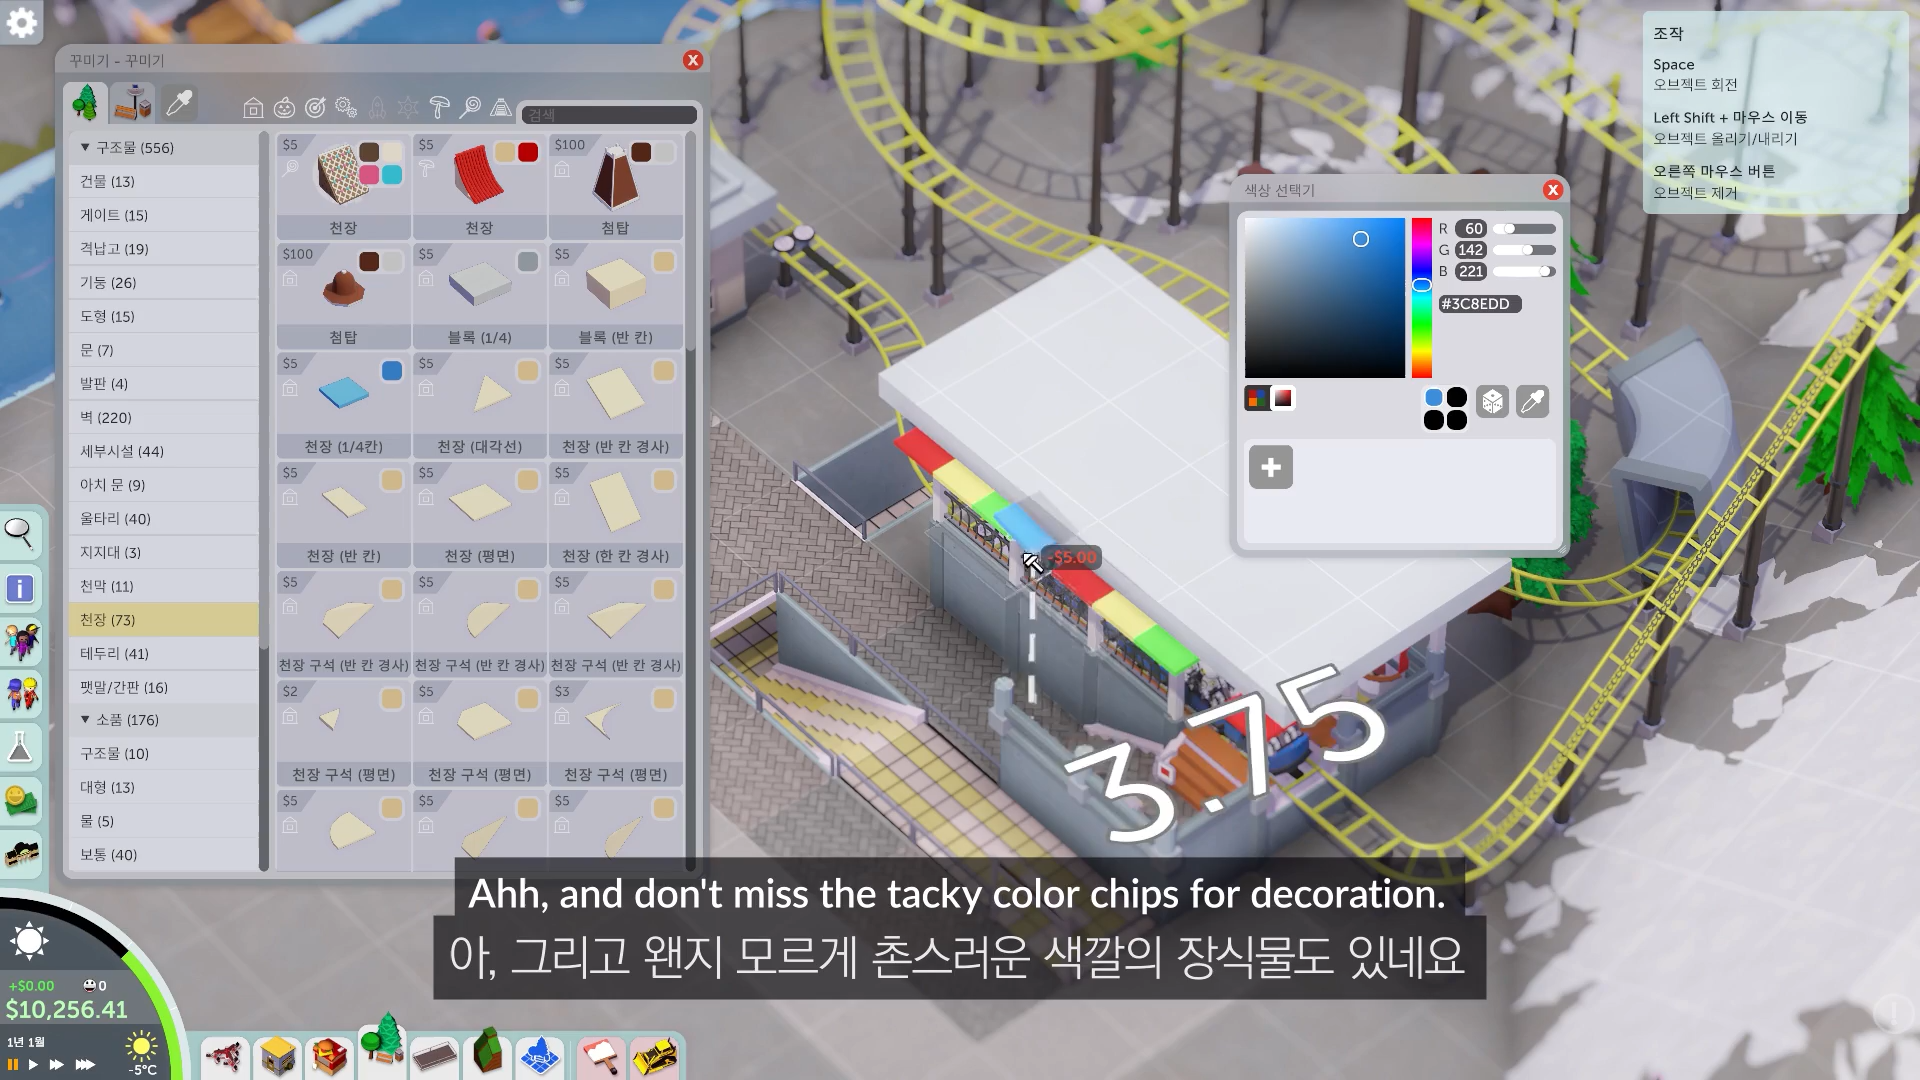 꾸미기 - 꾸미기
검색
구조물 (556)
건물 (13)
게이트 (15)
격납고 (19)
기둥 (26)
도형 (15)
문 (7)
발판 (4)
벽 (220)
세부시설 (44)
아치 문 (9)
울타리 (40)
지지대 (3)
천막 (11)
천장 (73)
테두리 (41)
팻말/간판 (16)
소품 (176)
구조물 (10)
대형 (13)
물 (5)
보통 (40)
$5 $5 $100
천장 천장 첨탑
$100 $5 $5
첨탑 블록 (1/4) 블록 (반 칸)
$5 $5 $5
천장 (1/4칸) 천장 (대각선) 천장 (반 칸 경사)
$5 $5 $5
천장 (반 칸) 천장 (평면) 천장 (한 칸 경사)
$5 $5 $5
천장 구석 (반 칸 경사) 천장 구석 (반 칸 경사) 천장 구석 (반 칸 경사)
$2 $5 $3
천장 구석 (평면) 천장 구석 (평면) 천장 구석 (평면)
$5 $5 $5
색상 선택기
R 60
G 142
B 221
#3C8EDD
조작
Space
오브젝트 회전
Left Shift + 마우스 이동
오브젝트 올리기/내리기
오른쪽 마우스 버튼
오브젝트 제거
-$5.00
3.75
Ahh, and don't miss the tacky color chips for decoration.
아, 그리고 왠지 모르게 촌스러운 색깔의 장식물도 있네요
+$0.00 0
$10,256.41
1년 1월
-5°C